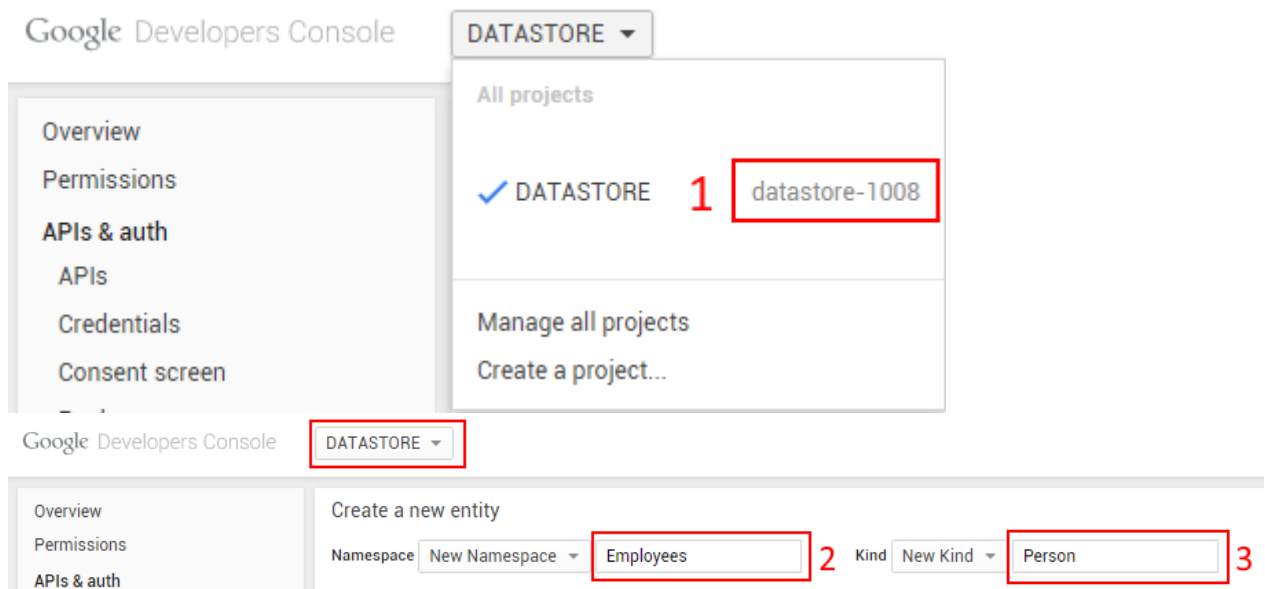 Google Developers Console DATASTORE
All projects
Overview
Permissions
DATASTORE 1 datastore-1008
APIs & auth
APIs
Credentials
Manage all projects
Consent screen
Create a project...
Google Developers Console DATASTORE
Overview
Create a new entity
Permissions
Namespace New Namespace Employees 2 Kind New Kind Person 3
APIs & auth